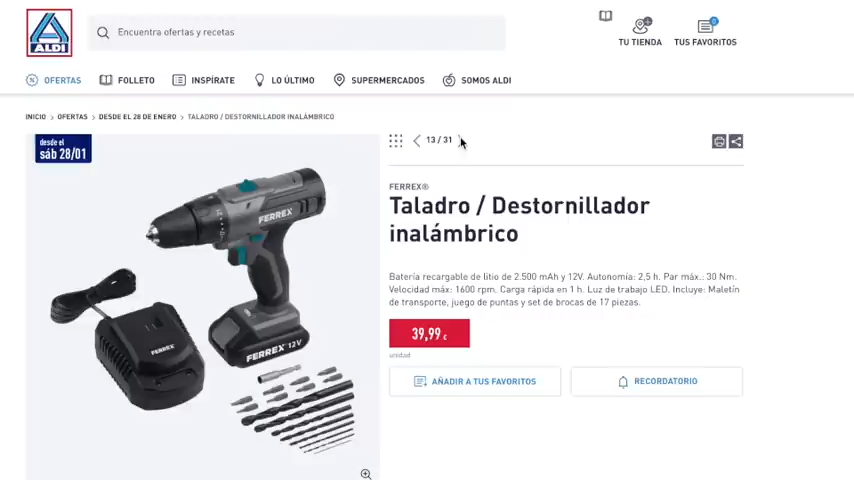 ALDI
Encuentra ofertas y recetas
TU TIENDA
0
TUS FAVORITOS
OFERTAS
FOLLETO
INSPÍRATE
LO ÚLTIMO
SUPERMERCADOS
SOMOS ALDI
INICIO > OFERTAS > DESDE EL 28 DE ENERO > TALADRO / DESTORNILLADOR INALÁMBRICO
desde el
sáb 28/01
13 / 31
FERREX®
Taladro / Destornillador
inalámbrico
Batería recargable de litio de 2.500 mAh y 12V. Autonomía: 2,5 h. Par máx.: 30 Nm.
Velocidad máx: 1600 rpm. Carga rápida en 1 h. Luz de trabajo LED. Incluye: Maletín
de transporte, juego de puntas y set de brocas de 17 piezas.
39,99 €
unidad
AÑADIR A TUS FAVORITOS
RECORDATORIO
FERREX
FERREX
FERREX 12V